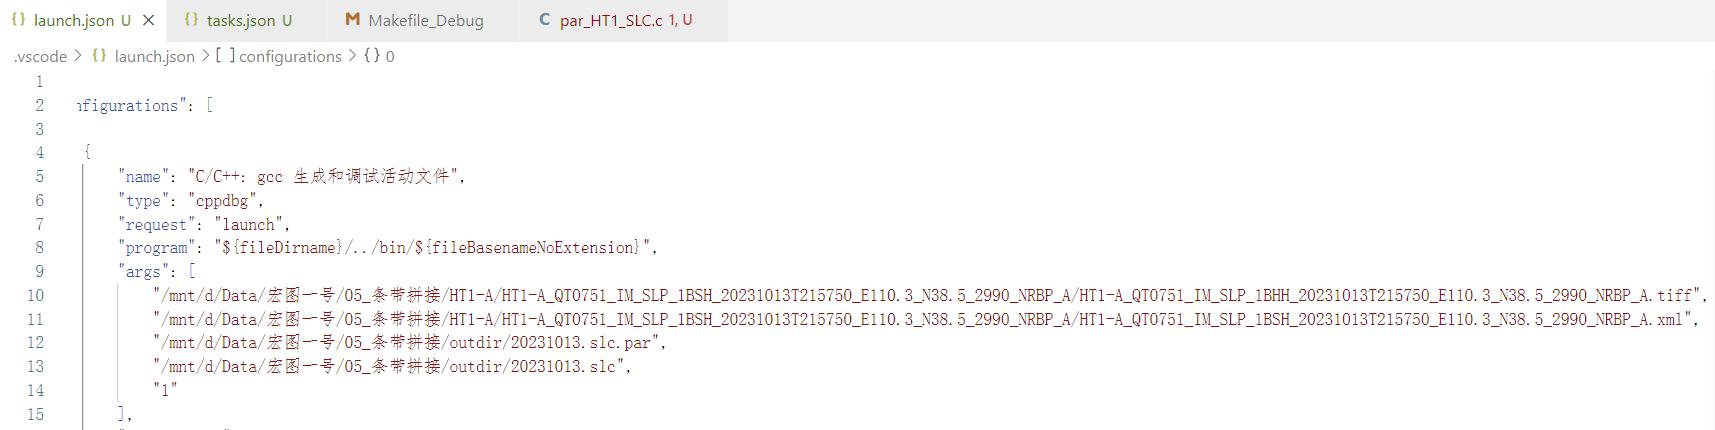 {} launch.json U ✕ {} tasks.json U M Makefile_Debug C par_HT1_SLC.c 1, U
.vscode > {} launch.json > [ ] configurations > {} 0
1
2 nfigurations": [
3
4 {
5 "name": "C/C++: gcc 生成和调试活动文件",
6 "type": "cppdbg",
7 "request": "launch",
8 "program": "${fileDirname}/../bin/${fileBasenameNoExtension}",
9 "args": [
10 "/mnt/d/Data/宏图一号/05_条带拼接/HT1-A/HT1-A_QT0751_IM_SLP_1BSH_20231013T215750_E110.3_N38.5_2990_NRBP_A/HT1-A_QT0751_IM_SLP_1BHH_20231013T215750_E110.3_N38.5_2990_NRBP_A.tiff",
11 "/mnt/d/Data/宏图一号/05_条带拼接/HT1-A/HT1-A_QT0751_IM_SLP_1BSH_20231013T215750_E110.3_N38.5_2990_NRBP_A/HT1-A_QT0751_IM_SLP_1BSH_20231013T215750_E110.3_N38.5_2990_NRBP_A.xml",
12 "/mnt/d/Data/宏图一号/05_条带拼接/outdir/20231013.slc.par",
13 "/mnt/d/Data/宏图一号/05_条带拼接/outdir/20231013.slc",
14 "1"
15 ],